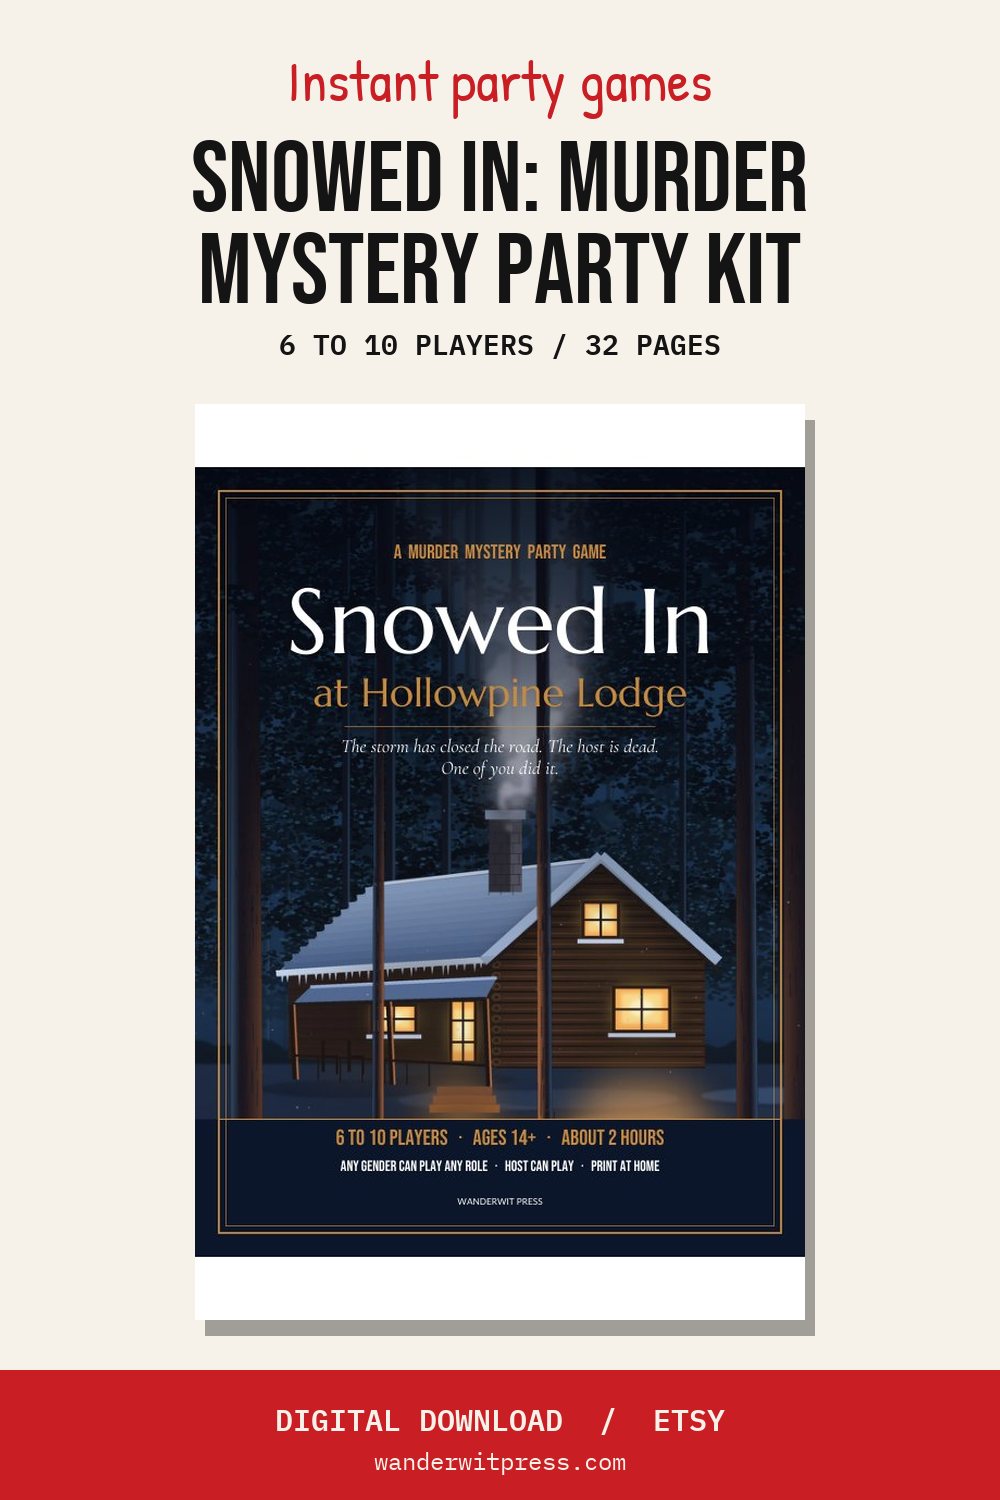 Instant party games
SNOWED IN: MURDER
MYSTERY PARTY KIT
6 TO 10 PLAYERS / 32 PAGES
A MURDER MYSTERY PARTY GAME
Snowed In
at Hollowpine Lodge
The storm has closed the road. The host is dead.
One of you did it.
6 TO 10 PLAYERS · AGES 14+ · ABOUT 2 HOURS
ANY GENDER CAN PLAY ANY ROLE · HOST CAN PLAY · PRINT AT HOME
WANDERWIT PRESS
DIGITAL DOWNLOAD / ETSY
wanderwitpress.com